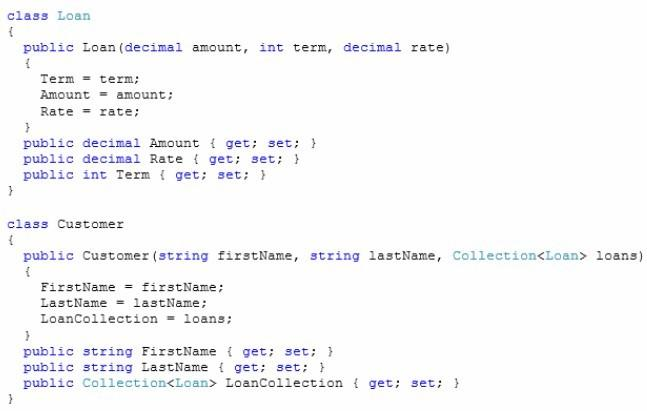 class Loan
{
  public Loan(decimal amount, int term, decimal rate)
  {
    Term = term;
    Amount = amount;
    Rate = rate;
  }
  public decimal Amount { get; set; }
  public decimal Rate { get; set; }
  public int Term { get; set; }
}

class Customer
{
  public Customer(string firstName, string lastName, Collection<Loan> loans)
  {
    FirstName = firstName;
    LastName = lastName;
    LoanCollection = loans;
  }
  public string FirstName { get; set; }
  public string LastName { get; set; }
  public Collection<Loan> LoanCollection { get; set; }
}